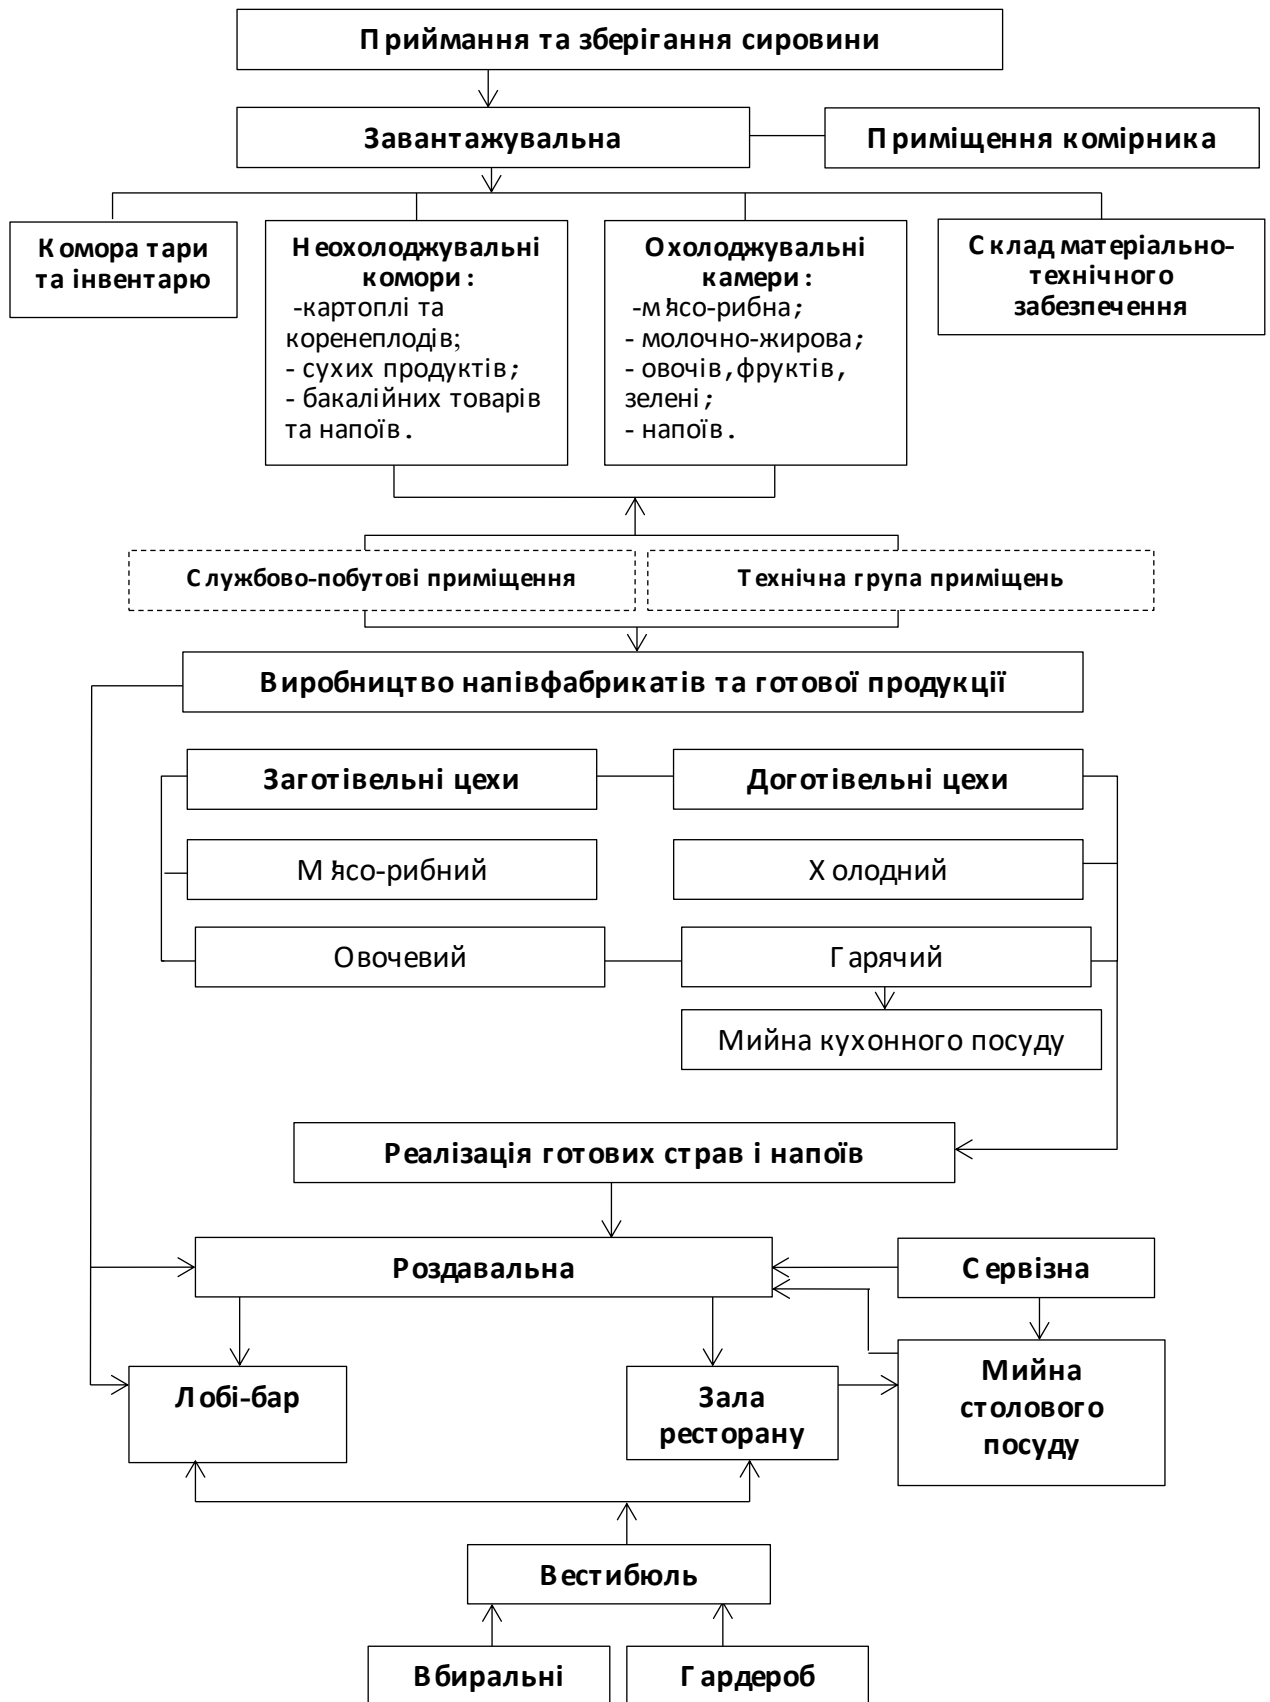 Приймання та зберігання сировини
Завантажувальна
Приміщення комірника
Комора тари
та інвентарю
Неохолоджувальні
комори:
-картоплі та
коренеплодів;
- сухих продуктів;
- бакалійних товарів
та напоїв.
Охолоджувальні
камери:
-м'ясо-рибна;
- молочно-жирова;
- овочів,фруктів,
зелені;
- напоїв.
Склад матеріально-
технічного
забезпечення
Службово-побутові приміщення
Технічна група приміщень
Виробництво напівфабрикатів та готової продукції
Заготівельні цехи
Доготівельні цехи
М'ясо-рибний
Холодний
Овочевий
Гарячий
Мийна кухонного посуду
Реалізація готових страв і напоїв
Роздавальна
Сервізна
Лобі-бар
Зала
ресторану
Мийна
столового
посуду
Вестибюль
Вбиральні
Гардероб